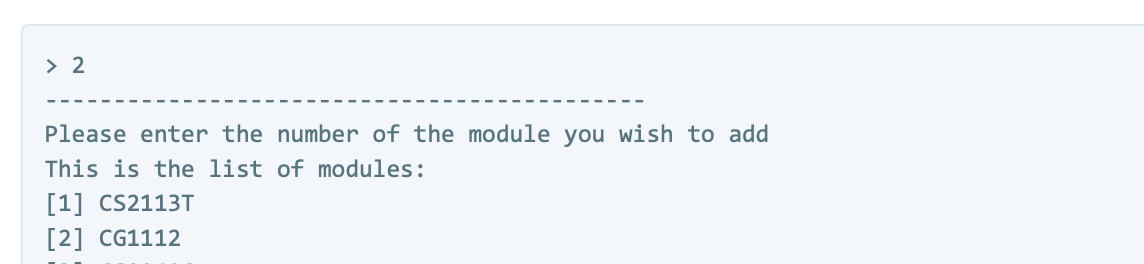 > 2
--------------------------------------------
Please enter the number of the module you wish to add
This is the list of modules:
[1] CS2113T
[2] CG1112